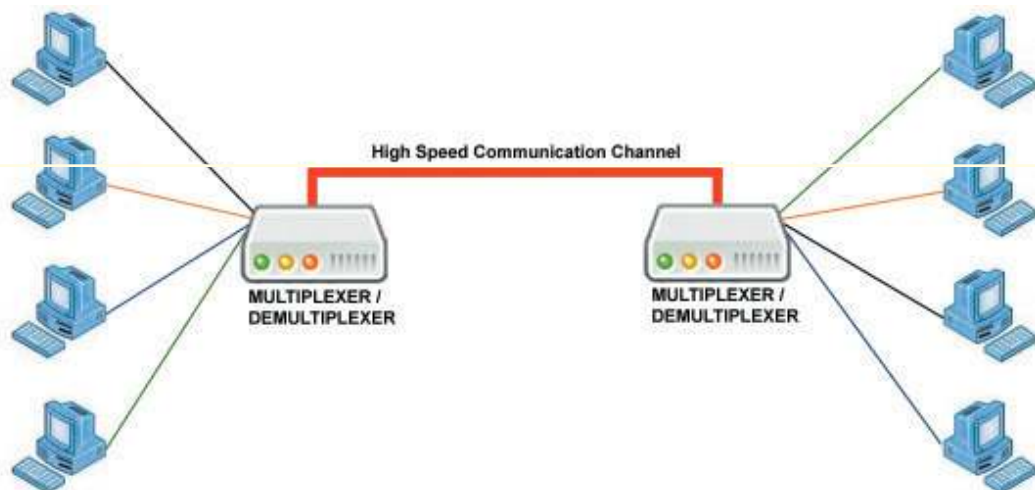 High Speed Communication Channel
MULTIPLEXER /
DEMULTIPLEXER
MULTIPLEXER /
DEMULTIPLEXER